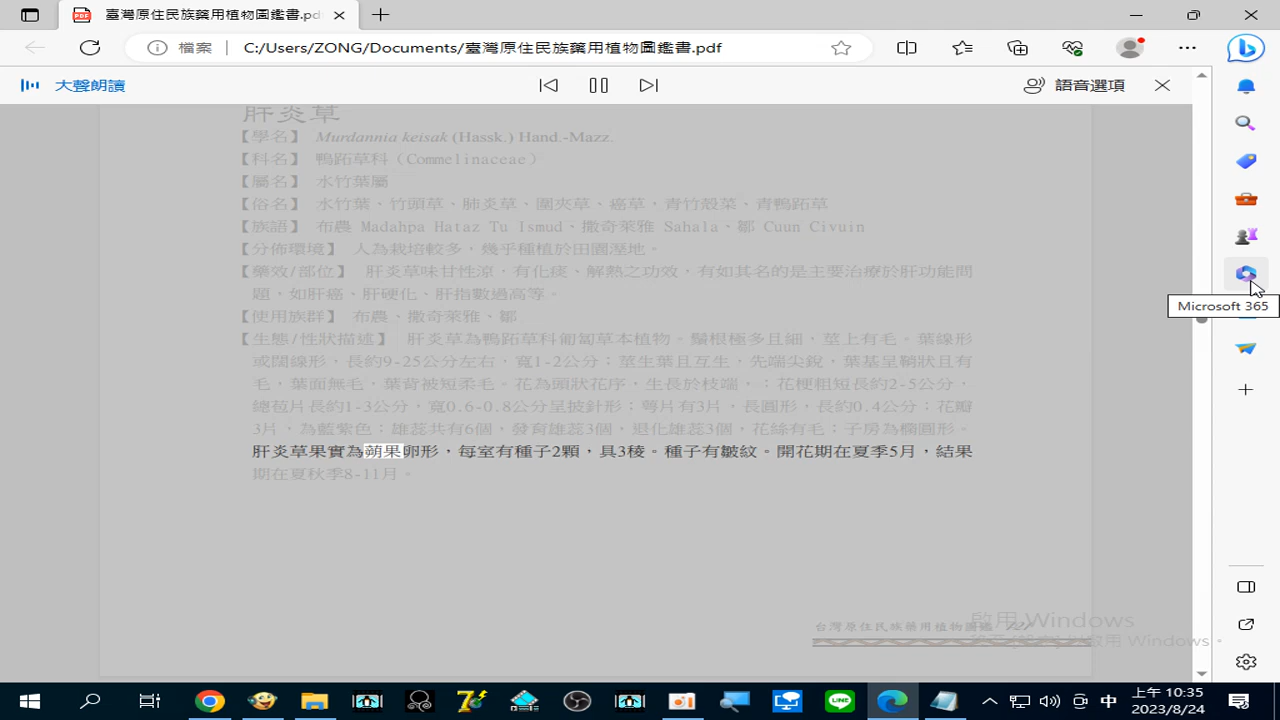 臺灣原住民族藥用植物圖鑑書.pdf
檔案 C:/Users/ZONG/Documents/臺灣原住民族藥用植物圖鑑書.pdf
大聲朗讀
語音選項
肝炎草
【學名】 Murdannia keisak (Hassk.) Hand.-Mazz.
【科名】 鴨跖草科（Commelinaceae）
【屬名】 水竹葉屬
【俗名】 水竹葉、竹頭草、肺炎草、圍夾草、癌草，青竹殼菜、青鴨跖草
【族語】 布農 Madahpa Hataz Tu Ismud、撒奇萊雅 Sahala、鄒 Cuun Civuin
【分佈環境】 人為栽培較多，幾乎種植於田園溼地。
【藥效/部位】 肝炎草味甘性涼，有化痰、解熱之功效，有如其名的是主要治療於肝功能問
題，如肝癌、肝硬化、肝指數過高等。
【使用族群】 布農、撒奇萊雅、鄒
【生態/性狀描述】 肝炎草為鴨跖草科葡萄草本植物。鬚根極多且細，莖上有毛。葉線形
或闊線形，長約9-25公分左右，寬1-2公分；莖生葉且互生，先端尖銳，葉基呈鞘狀且有
毛，葉面無毛，葉背被短柔毛。花為頭狀花序，生長於枝端，；花梗粗短長約2-5公分，
總苞片長約1-3公分，寬0.6-0.8公分呈披針形；萼片有3片，長圓形，長約0.4公分；花瓣
3片，為藍紫色；雄蕊共有6個，發育雄蕊3個，退化雄蕊3個，花絲有毛；子房為橢圓形。
肝炎草果實為蒴果卵形，每室有種子2顆，具3稜。種子有皺紋。開花期在夏季5月，結果
期在夏秋季8-11月。
台灣原住民族藥用植物圖鑑
啟用 Windows
Microsoft 365
中
上午 10:35
2023/8/24